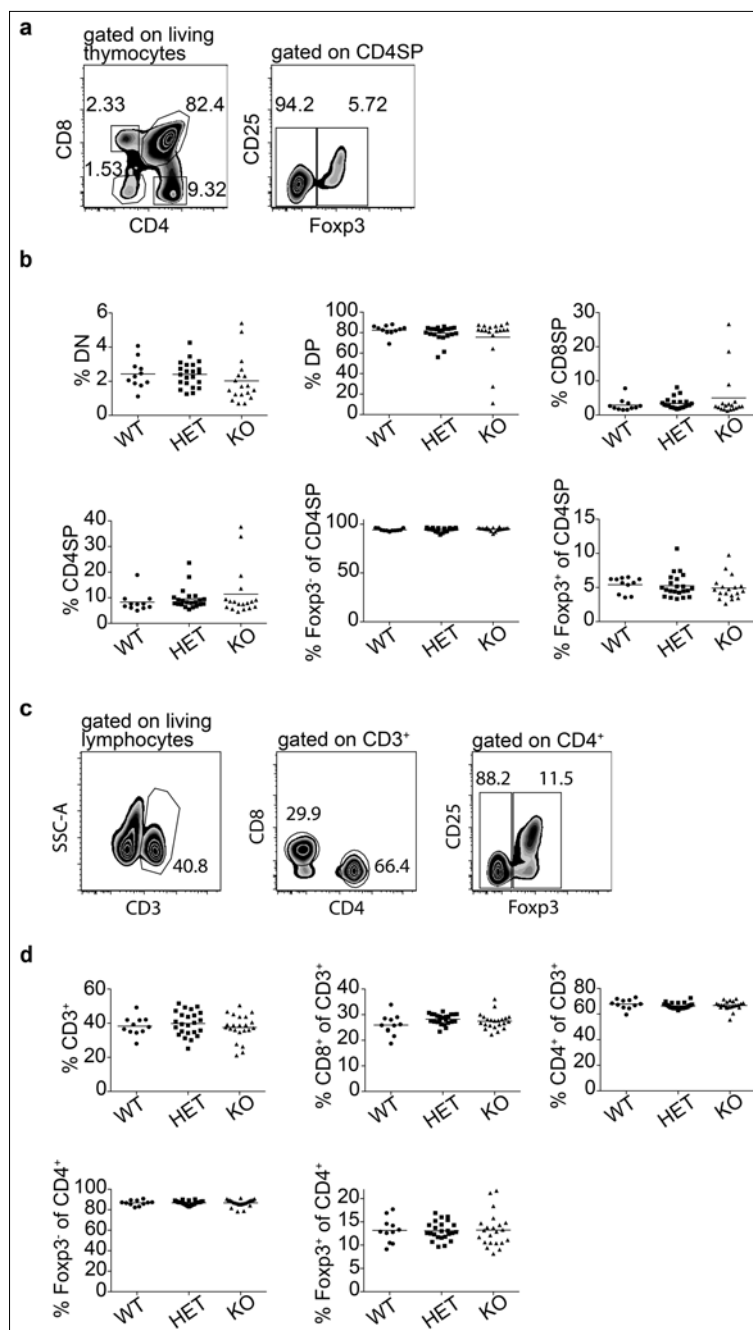 a
gated on living
thymocytes
gated on CD4SP
2.33
82.4
94.2
5.72
CD8
CD25
1.53
9.32
CD4
Foxp3
b
6
4
2
0
% DN
WT
HET
KO
100
80
60
40
20
0
% DP
WT
HET
KO
30
20
10
0
% CD8SP
WT
HET
KO
40
30
20
10
0
% CD4SP
WT
HET
KO
100
50
0
% Foxp3⁻ of CD4SP
WT
HET
KO
15
10
5
0
% Foxp3⁺ of CD4SP
WT
HET
KO
c
gated on living
lymphocytes
gated on CD3⁺
gated on CD4⁺
SSC-A
CD8
CD25
29.9
88.2
11.5
40.8
66.4
CD3
CD4
Foxp3
d
60
40
20
0
% CD3⁺
WT
HET
KO
40
30
20
10
0
% CD8⁺ of CD3⁺
WT
HET
KO
80
60
40
20
0
% CD4⁺ of CD3⁺
WT
HET
KO
100
80
60
40
20
0
% Foxp3⁻ of CD4⁺
WT
HET
KO
20
15
10
5
0
% Foxp3⁺ of CD4⁺
WT
HET
KO